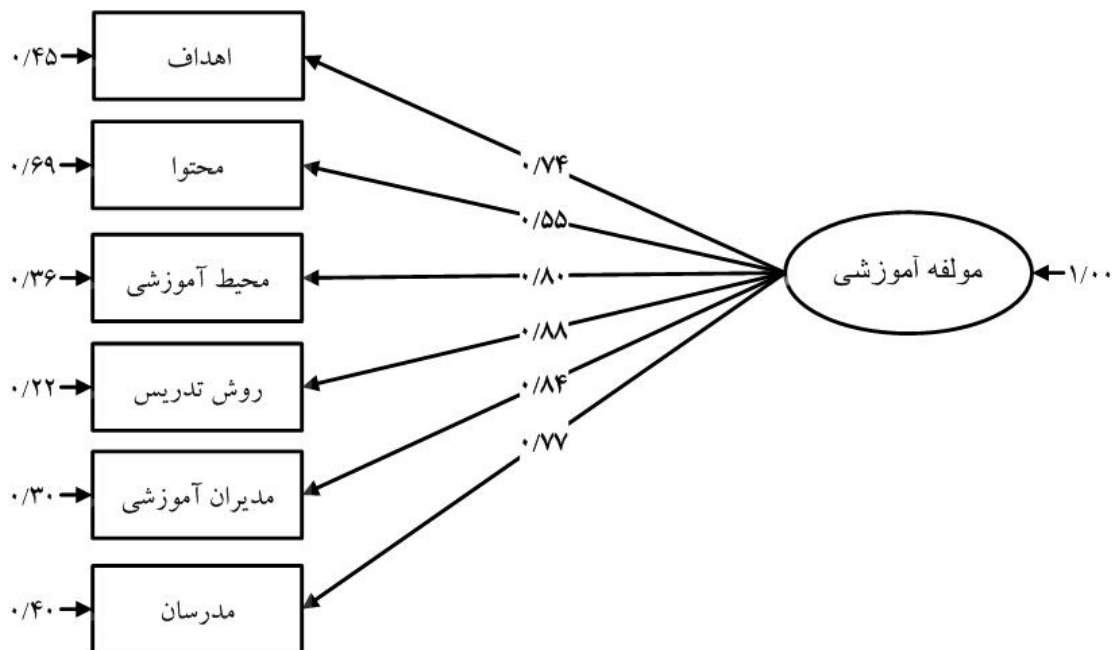 ۰/۴۵
اهداف
۰/۷۴
۰/۶۹
محتوا
۰/۵۵
۰/۳۶
محیط آموزشی
۰/۸۰
مولفه آموزشی
۱/۰۰
۰/۲۲
روش تدریس
۰/۸۸
۰/۳۰
مدیران آموزشی
۰/۸۴
۰/۴۰
مدرسان
۰/۷۷